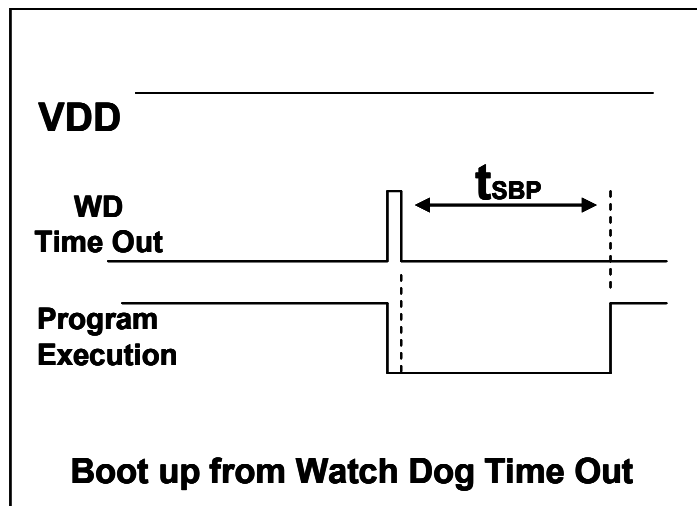 VDD
tSBP
WD
Time Out
Program
Execution
Boot up from Watch Dog Time Out